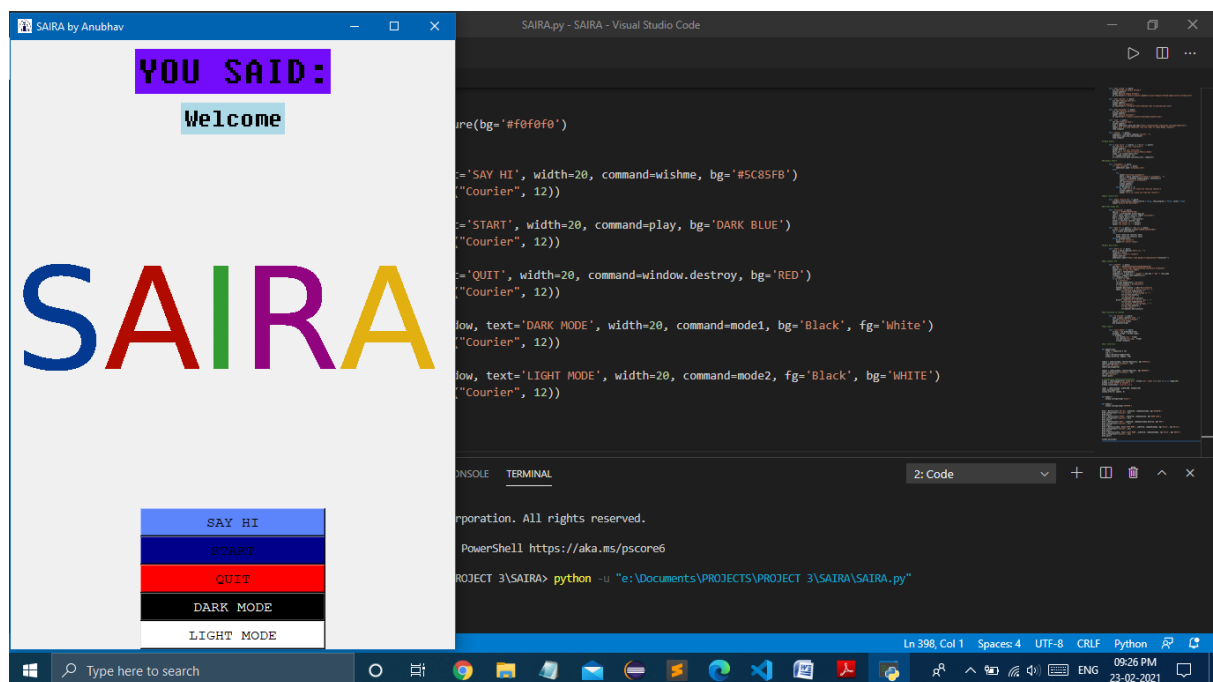 SAIRA by Anubhav
SAIRA.py - SAIRA - Visual Studio Code
YOU SAID:
Welcome
SAIRA
SAY HI
START
QUIT
DARK MODE
LIGHT MODE
ure(bg='#f0f0f0')
t='SAY HI', width=20, command=wishme, bg='#5C85FB')
("Courier", 12))
t='START', width=20, command=play, bg='DARK BLUE')
("Courier", 12))
t='QUIT', width=20, command=window.destroy, bg='RED')
("Courier", 12))
dow, text='DARK MODE', width=20, command=mode1, bg='Black', fg='White')
("Courier", 12))
dow, text='LIGHT MODE', width=20, command=mode2, fg='Black', bg='WHITE')
("Courier", 12))
ONSOLE TERMINAL
2: Code
rporation. All rights reserved.
PowerShell https://aka.ms/pscore6
ROJECT 3\SAIRA> python -u "e:\Documents\PROJECTS\PROJECT 3\SAIRA\SAIRA.py"
Ln 398, Col 1 Spaces: 4 UTF-8 CRLF Python
Type here to search
ENG
09:26 PM
23-02-2021